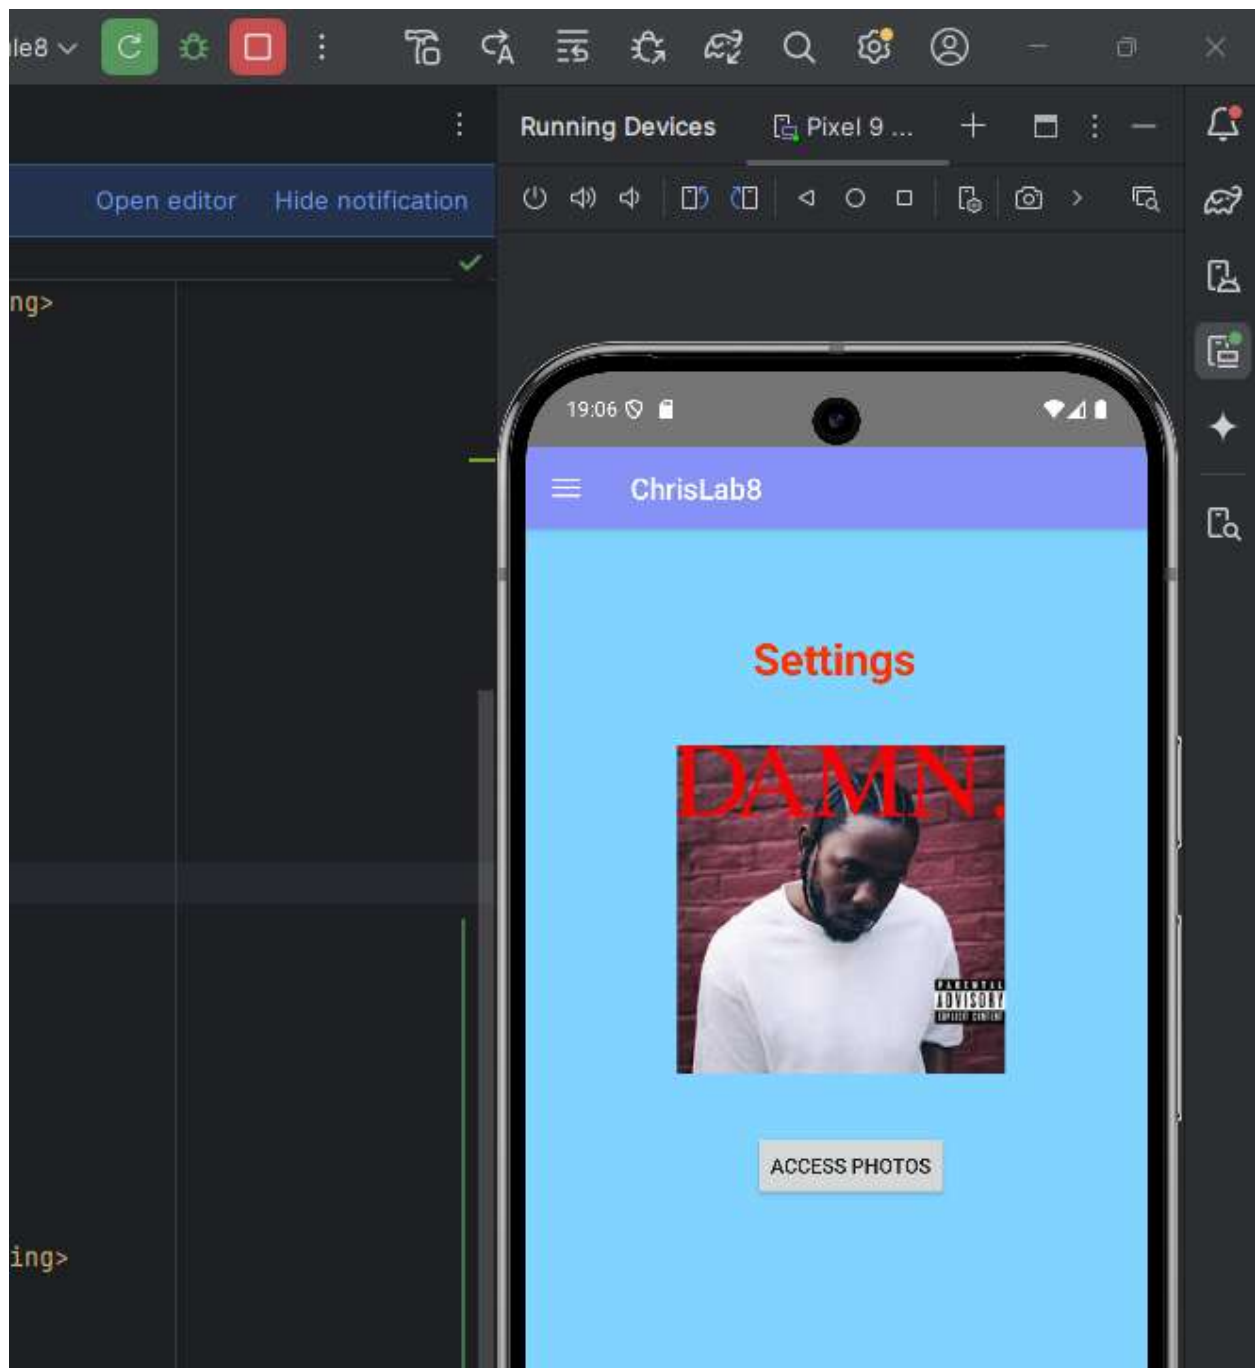 le8
Running Devices
Pixel 9 ...
Open editor
Hide notification
ng>
19:06
ChrisLab8
Settings
DAMN.
PARENTAL
ADVISORY
EXPLICIT CONTENT
ACCESS PHOTOS
ing>